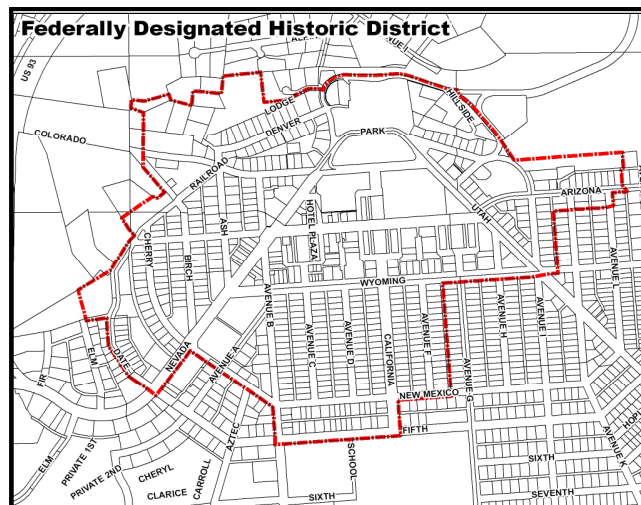 Federally Designated Historic District
US 93
AVENUE I
LODGE
HILLSIDE
DENVER
COLORADO
PARK
RAILROAD
ARIZONA
UTAH
HOTEL PLAZA
ASH
CHERRY
BIRCH
AVENUE L
WYOMING
AVENUE B
AVENUE C
AVENUE D
CALIFORNIA
AVENUE F
AVENUE H
AVENUE
NEVADA
AVENUE A
ELM
DATE
FIR
AVENUE G
NEW MEXICO
AZTEC
FIFTH
AVENUE K
ELM
PRIVATE 1ST
PRIVATE 2ND
CHERYL
CLARICE
CARROLL
SCHOOL
SIXTH
SIXTH
SEVENTH